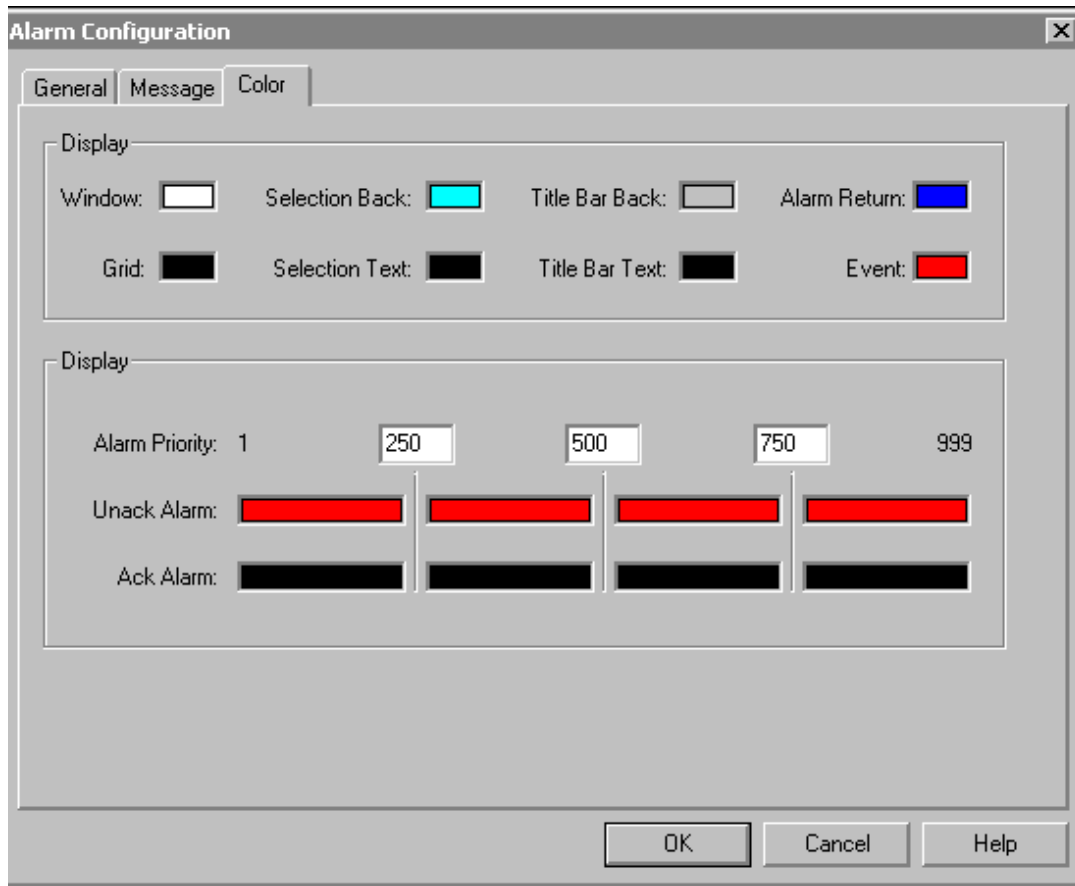 Alarm Configuration
General Message Color
Display
Window: Selection Back: Title Bar Back: Alarm Return:
Grid: Selection Text: Title Bar Text: Event:
Display
Alarm Priority: 1 250 500 750 999
Unack Alarm:
Ack Alarm:
OK Cancel Help